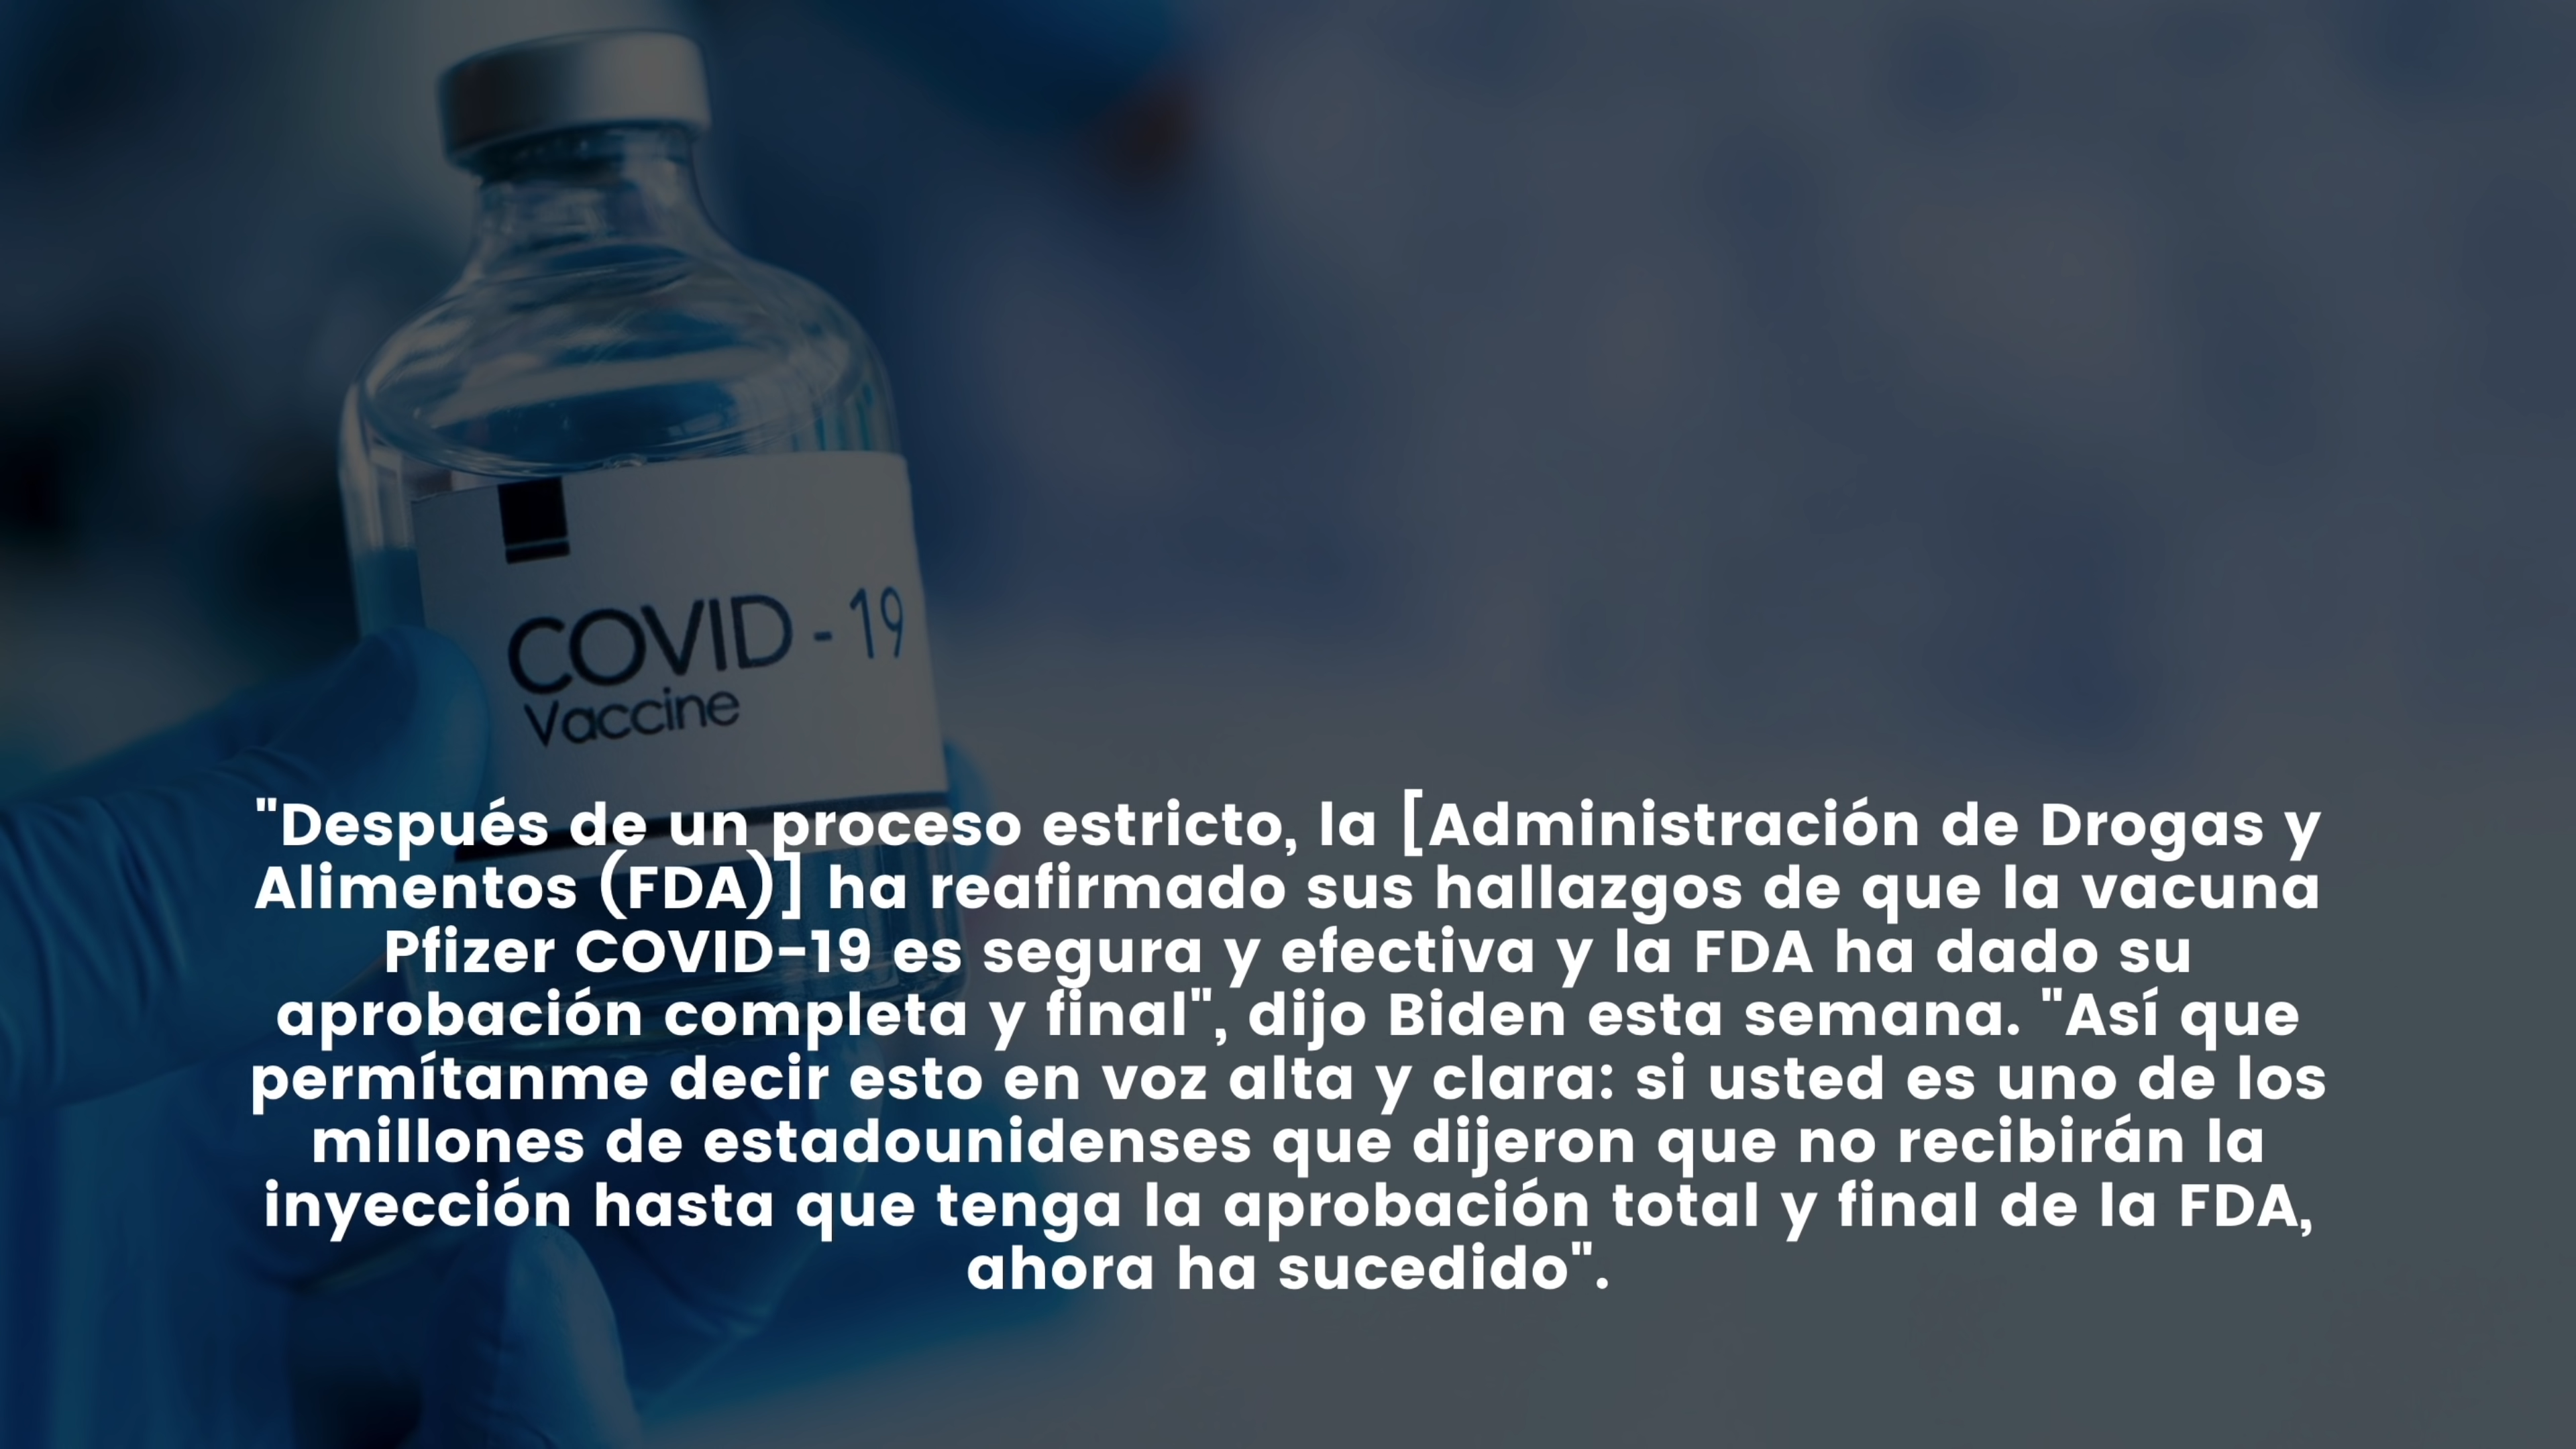 COVID - 19
Vaccine
"Después de un proceso estricto, la [Administración de Drogas y
Alimentos (FDA)] ha reafirmado sus hallazgos de que la vacuna
Pfizer COVID-19 es segura y efectiva y la FDA ha dado su
aprobación completa y final", dijo Biden esta semana. "Así que
permítanme decir esto en voz alta y clara: si usted es uno de los
millones de estadounidenses que dijeron que no recibirán la
inyección hasta que tenga la aprobación total y final de la FDA,
ahora ha sucedido".